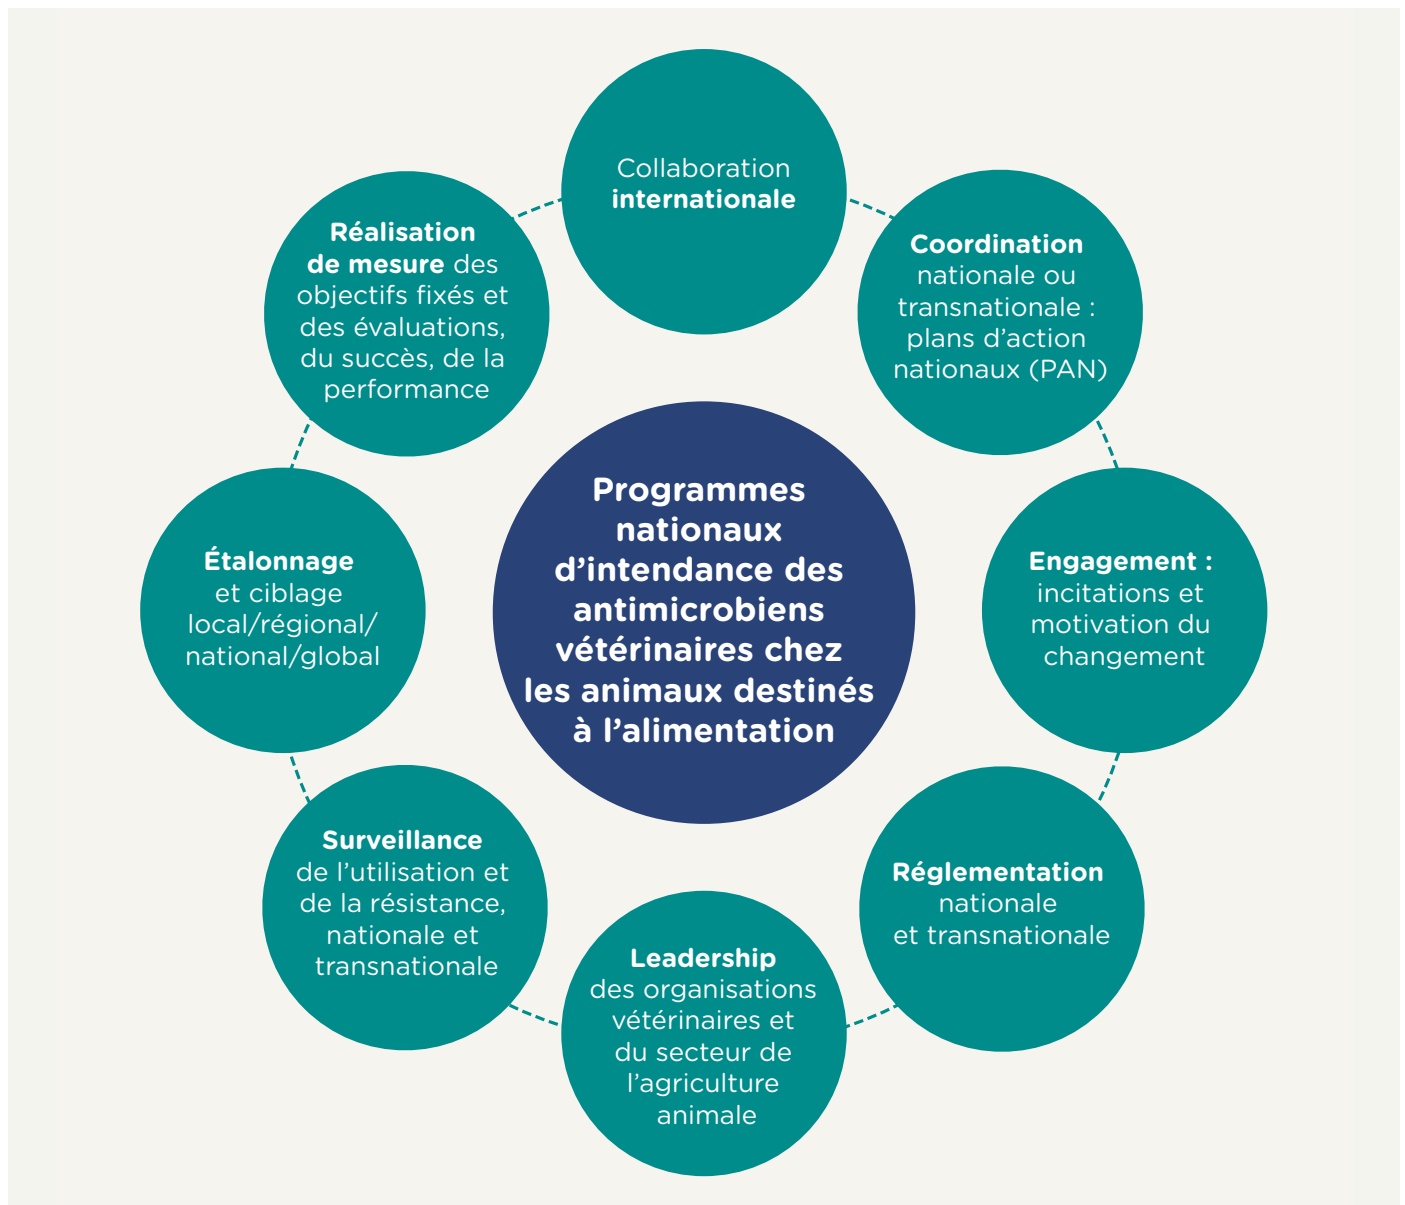 Collaboration
internationale
Coordination
nationale ou
transnationale :
plans d’action
nationaux (PAN)
Engagement :
incitations et
motivation du
changement
Réglementation
nationale
et transnationale
Leadership
des organisations
vétérinaires et
du secteur de
l’agriculture
animale
Surveillance
de l’utilisation et
de la résistance,
nationale et
transnationale
Étalonnage
et ciblage
local/régional/
national/global
Réalisation
de mesure des
objectifs fixés et
des évaluations,
du succès, de la
performance
Programmes
nationaux
d’intendance des
antimicrobiens
vétérinaires chez
les animaux destinés
à l’alimentation